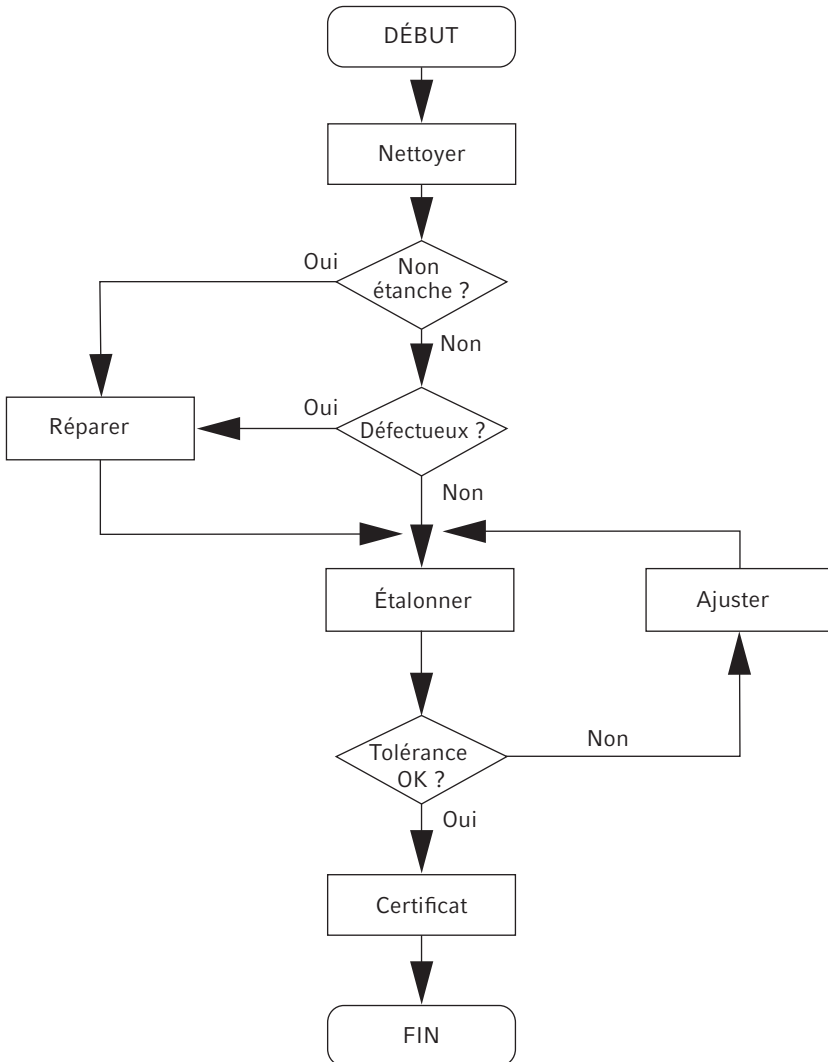 DÉBUT
Nettoyer
Oui
Non
étanche ?
Non
Réparer
Oui
Défectueux ?
Non
Étalonner
Ajuster
Tolérance
OK ?
Non
Oui
Certificat
FIN